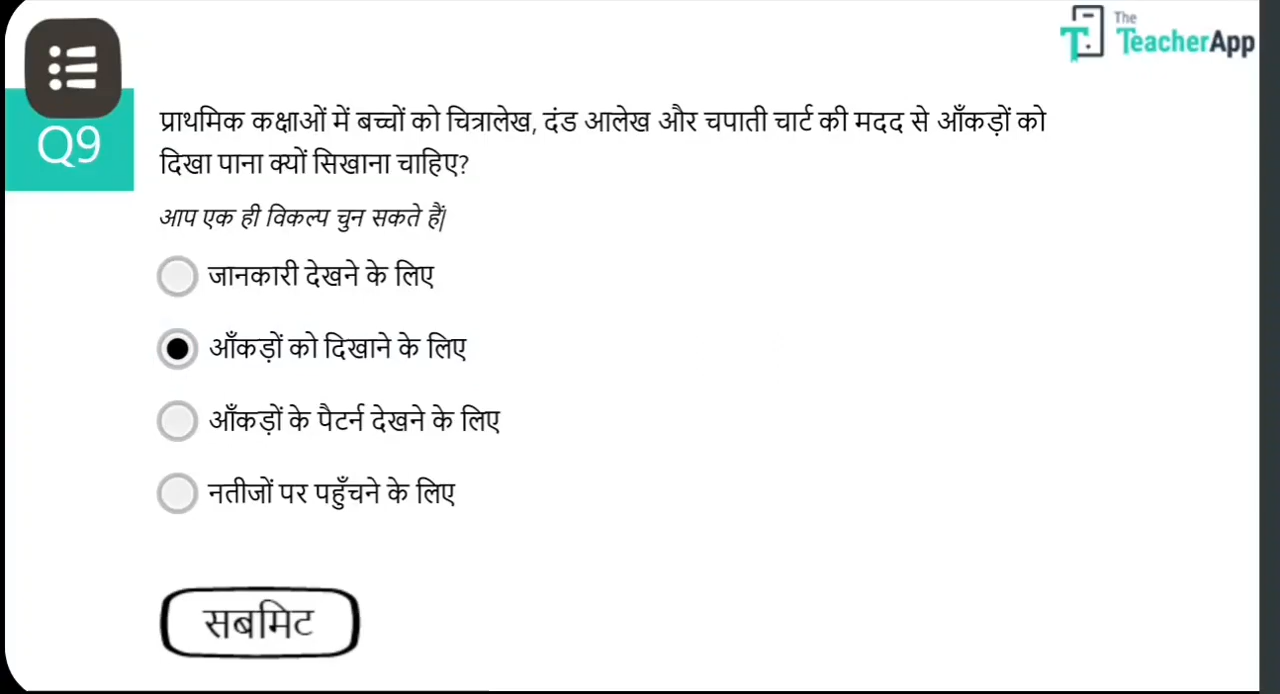 The
TeacherApp
Q9
प्राथमिक कक्षाओं में बच्चों को चित्रालेख, दंड आलेख और चपाती चार्ट की मदद से आँकड़ों को
दिखा पाना क्यों सिखाना चाहिए?
आप एक ही विकल्प चुन सकते हैं|
जानकारी देखने के लिए
आँकड़ों को दिखाने के लिए
आँकड़ों के पैटर्न देखने के लिए
नतीजों पर पहुँचने के लिए
सबमिट